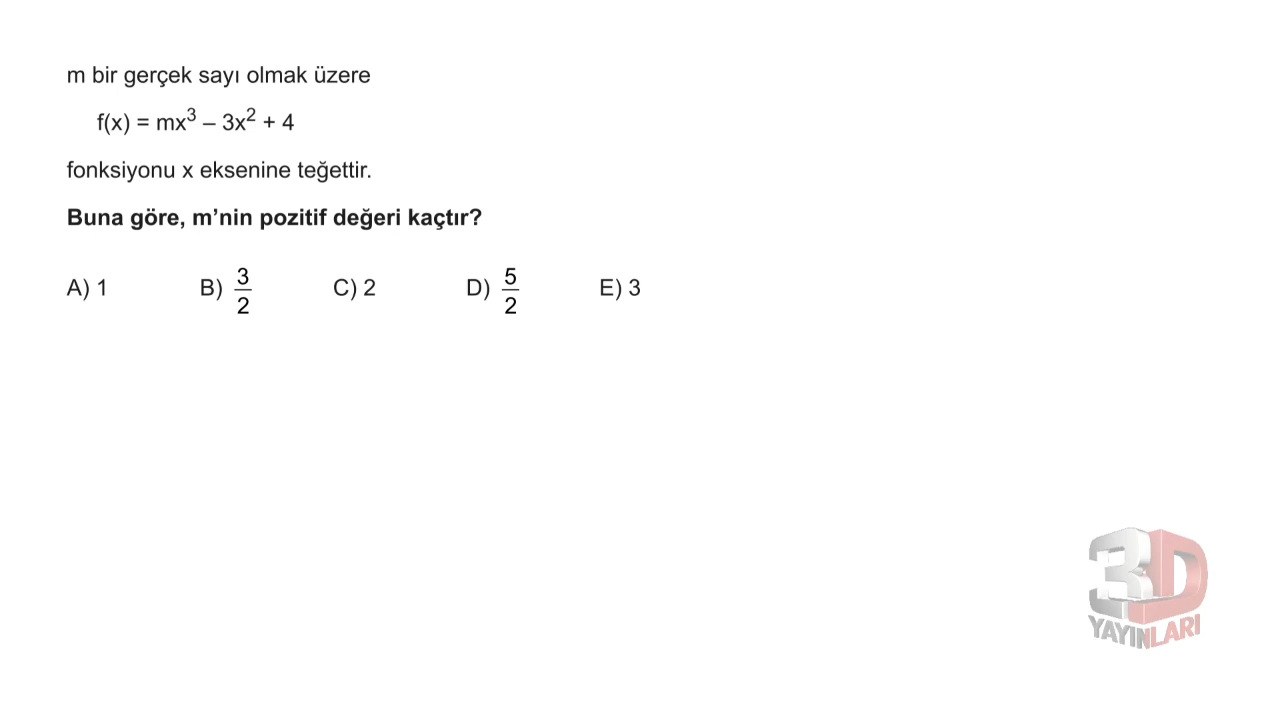 m bir gerçek sayı olmak üzere
f(x) = mx³ – 3x² + 4
fonksiyonu x eksenine teğettir.
Buna göre, m’nin pozitif değeri kaçtır?
A) 1 B) 3/2 C) 2 D) 5/2 E) 3
3D
YAYINLARI